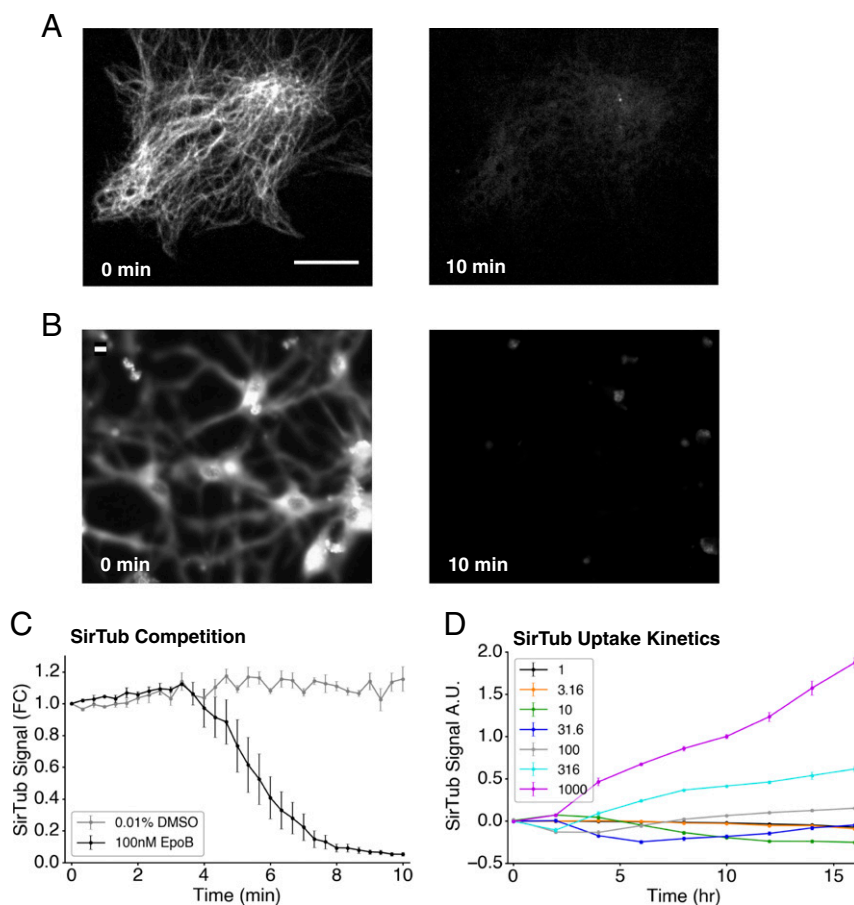 A
0 min
10 min
B
0 min
10 min
C
SirTub Competition
SirTub Signal (FC)
1.2
1.0
0.8
0.6
0.4
0.2
0.0
0.01% DMSO
100nM EpoB
0 2 4 6 8 10
Time (min)
D
SirTub Uptake Kinetics
SirTub Signal A.U.
2.0
1.5
1.0
0.5
0.0
−0.5
1
3.16
10
31.6
100
316
1000
0 5 10 15
Time (hr)